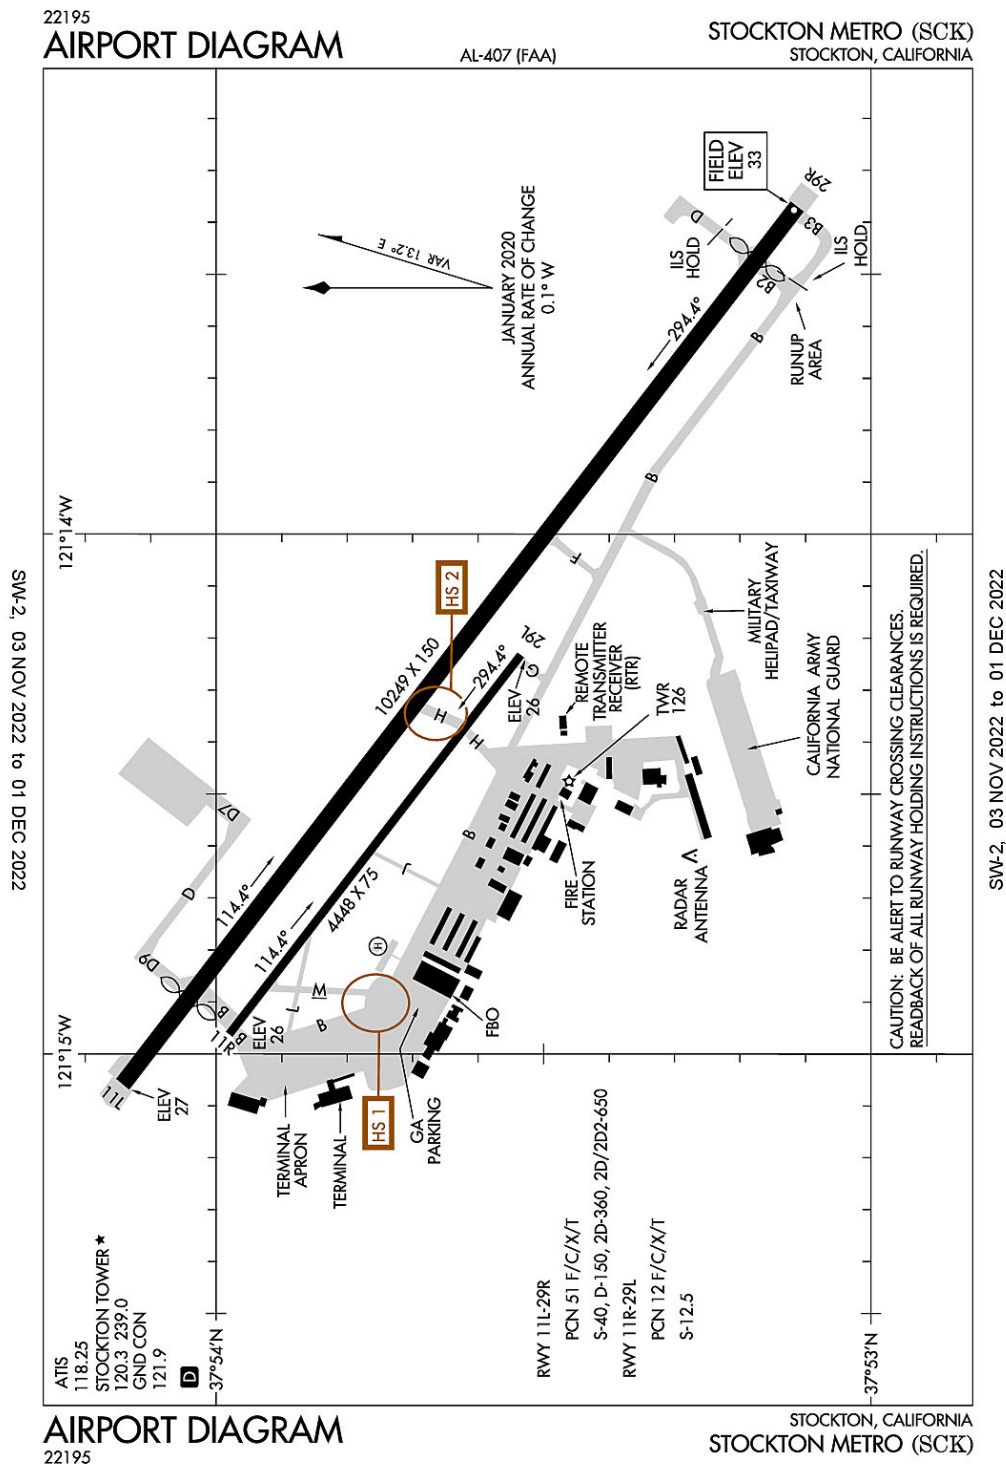 22195
AIRPORT DIAGRAM
AL-407 (FAA)
STOCKTON METRO (SCK)
STOCKTON, CALIFORNIA
FIELD
ELEV
33
29R
B3
D
ILS
HOLD
ILS
HOLD
B2
RUNUP
AREA
B
294.4°
VAR 13.2° E
JANUARY 2020
ANNUAL RATE OF CHANGE
0.1° W
B
121°14'W
F
HS 2
10249 X 150
H
294.4°
29L
G
ELEV
26
H
REMOTE
TRANSMITTER
RECEIVER
(RTR)
TWR
126
MILITARY
HELIPAD/TAXIWAY
CALIFORNIA ARMY
NATIONAL GUARD
D7
D
114.4°
B
J
4448 X 75
FIRE
STATION
RADAR
ANTENNA
D9
114.4°
H
M
L
B
B
B
11R
ELEV
26
FBO
121°15'W
11L
ELEV
27
HS 1
GA
PARKING
TERMINAL
APRON
TERMINAL
CAUTION: BE ALERT TO RUNWAY CROSSING CLEARANCES.
READBACK OF ALL RUNWAY HOLDING INSTRUCTIONS IS REQUIRED.
ATIS
118.25
STOCKTON TOWER ★
120.3 239.0
GND CON
121.9
D
37°54'N
RWY 11L-29R
PCN 51 F/C/X/T
S-40, D-150, 2D-360, 2D/2D2-650
RWY 11R-29L
PCN 12 F/C/X/T
S-12.5
37°53'N
SW-2, 03 NOV 2022 to 01 DEC 2022
SW-2, 03 NOV 2022 to 01 DEC 2022
AIRPORT DIAGRAM
22195
STOCKTON, CALIFORNIA
STOCKTON METRO (SCK)